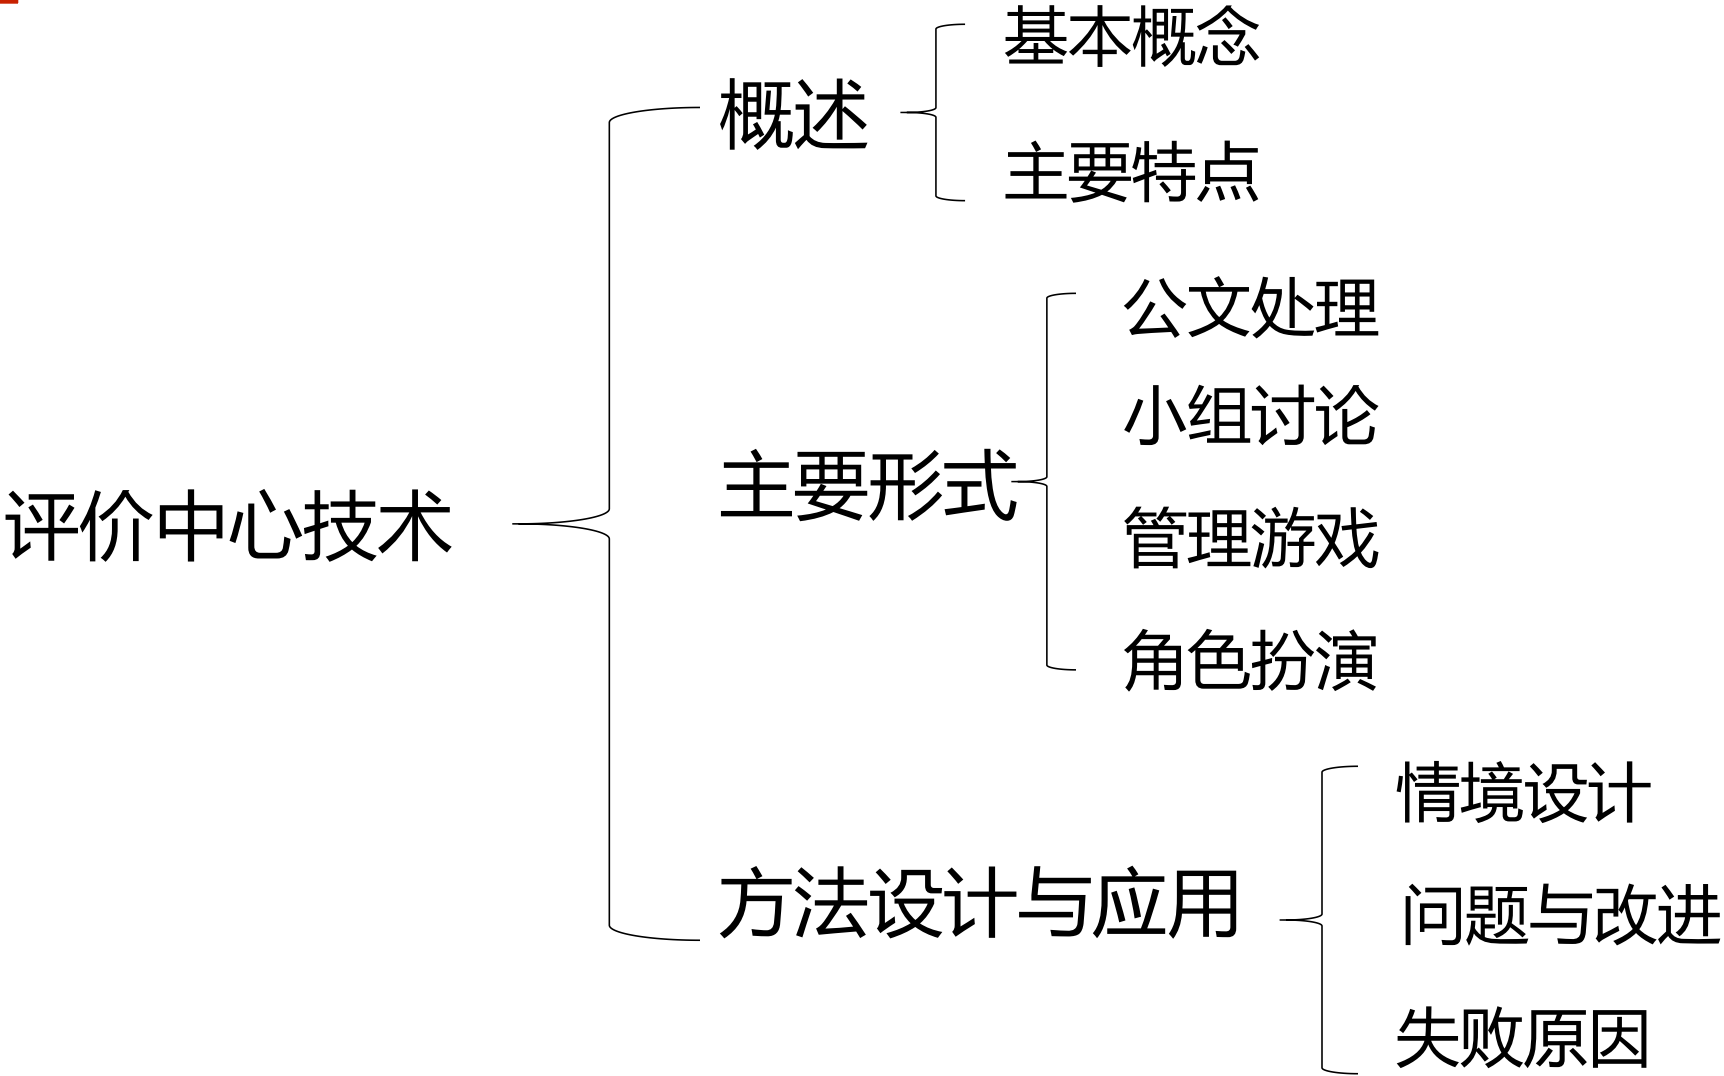 评价中心技术
概述
基本概念
主要特点
主要形式
公文处理
小组讨论
管理游戏
角色扮演
方法设计与应用
情境设计
问题与改进
失败原因